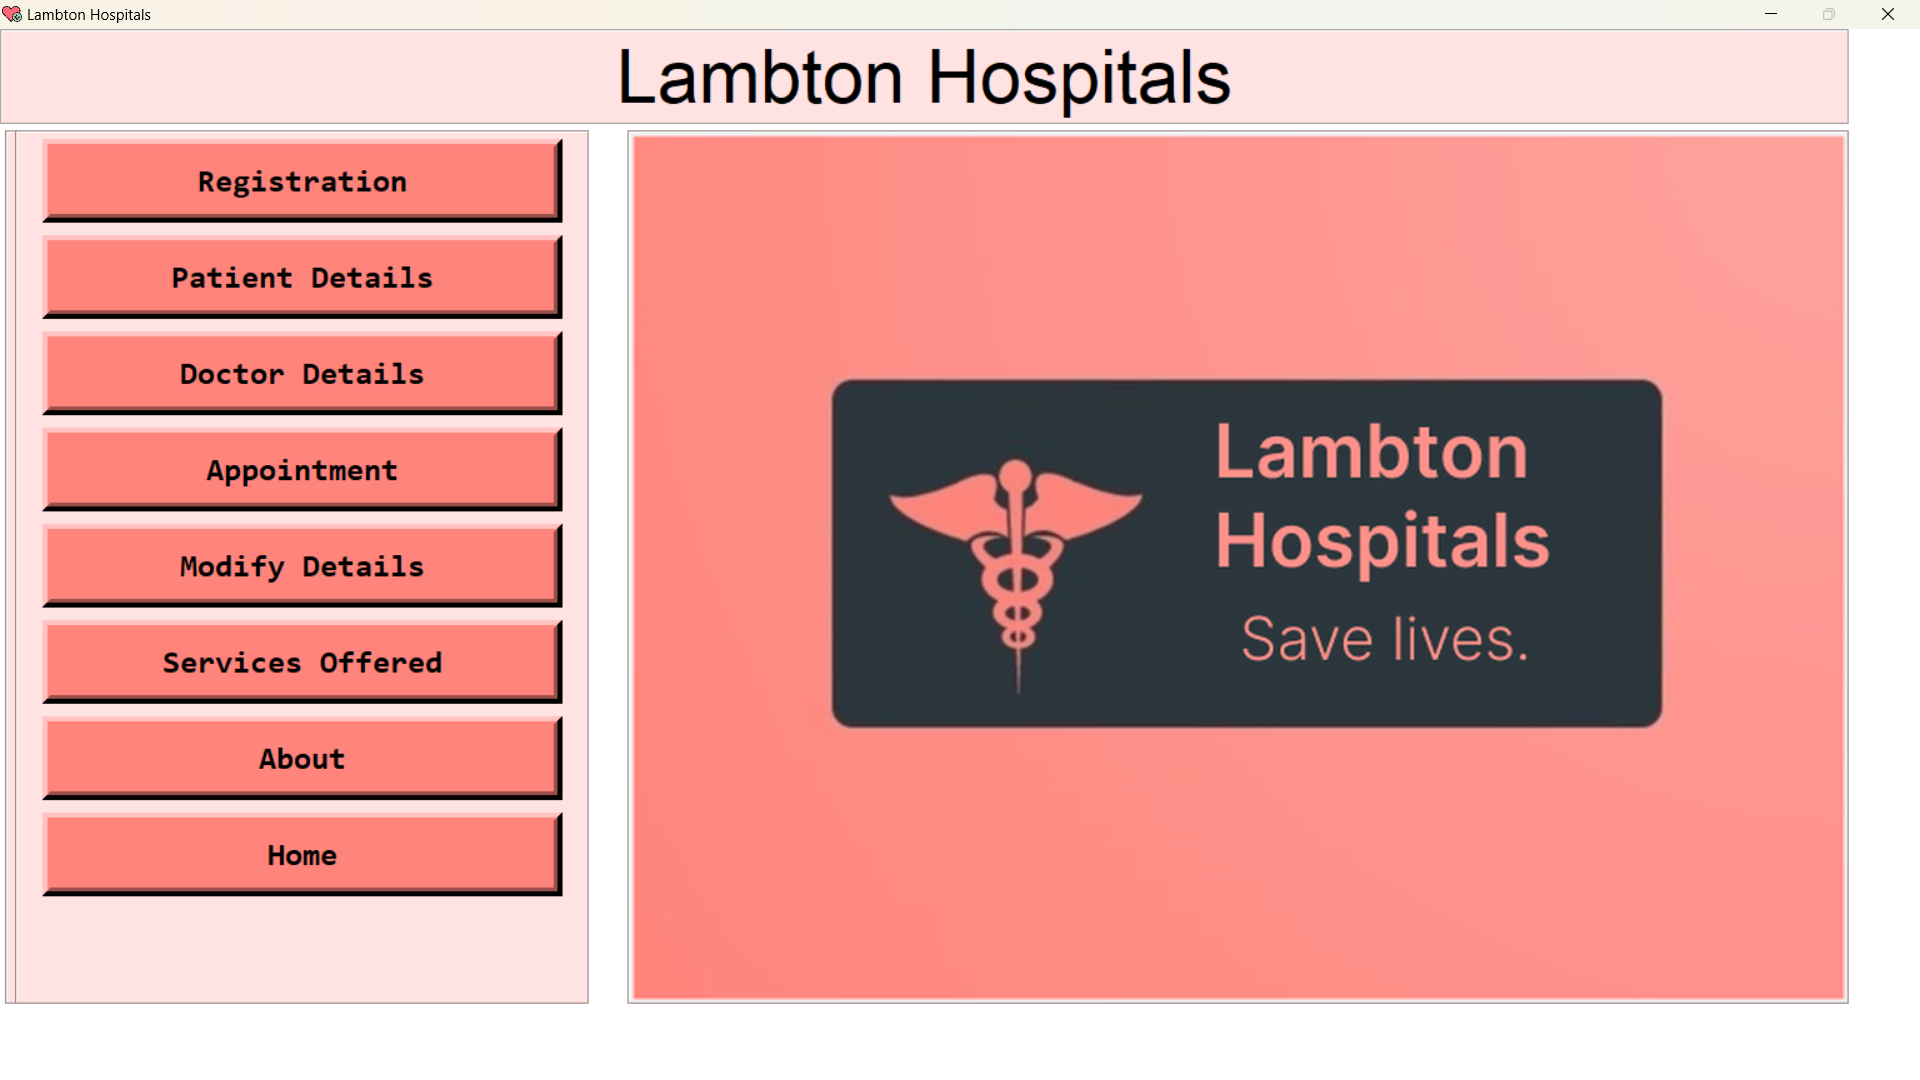 Lambton Hospitals
Lambton Hospitals
Registration
Patient Details
Doctor Details
Appointment
Modify Details
Services Offered
About
Home
Lambton
Hospitals
Save lives.